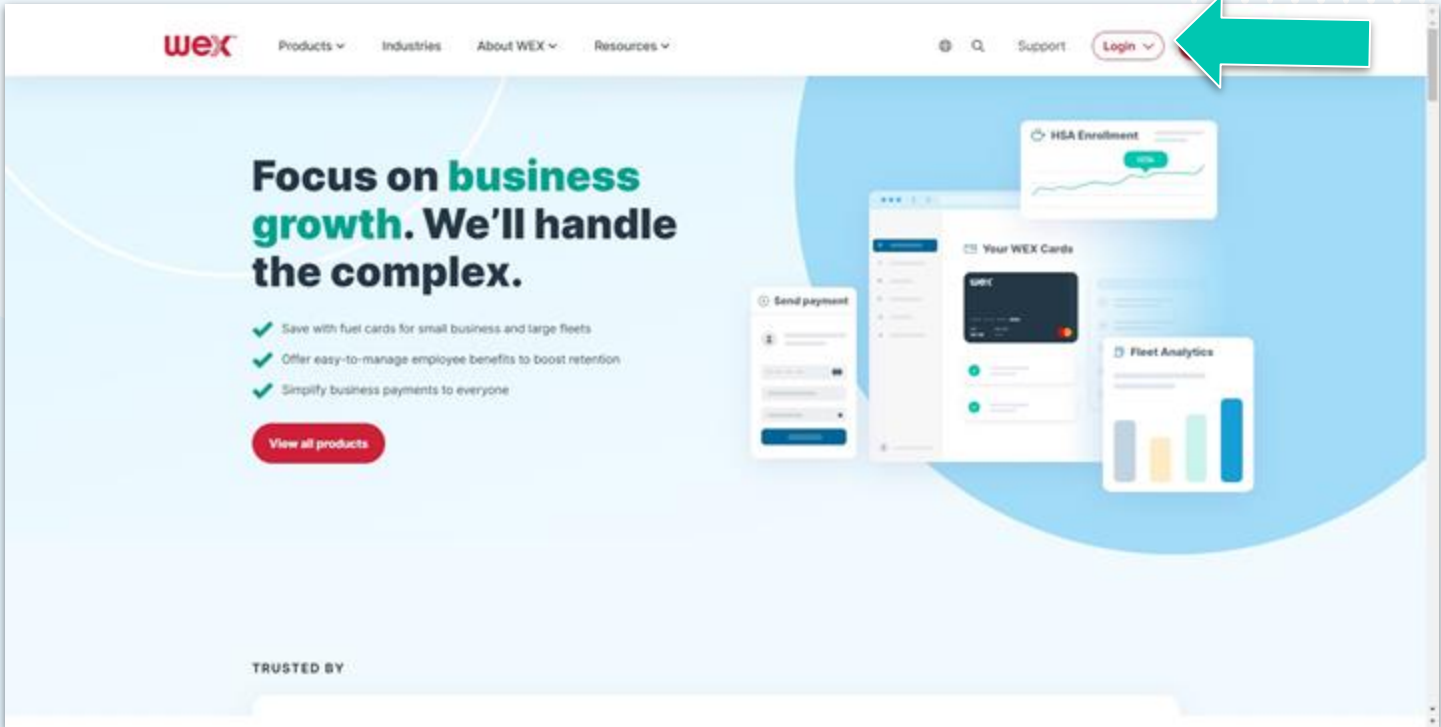 wex
Products
Industries
About WEX
Resources
Support
Login
Focus on business
growth. We'll handle
the complex.
Save with fuel cards for small business and large fleets
Offer easy-to-manage employee benefits to boost retention
Simplify business payments to everyone
View all products
HSA Enrollment
Your WEX Cards
wex
Send payment
Fleet Analytics
TRUSTED BY